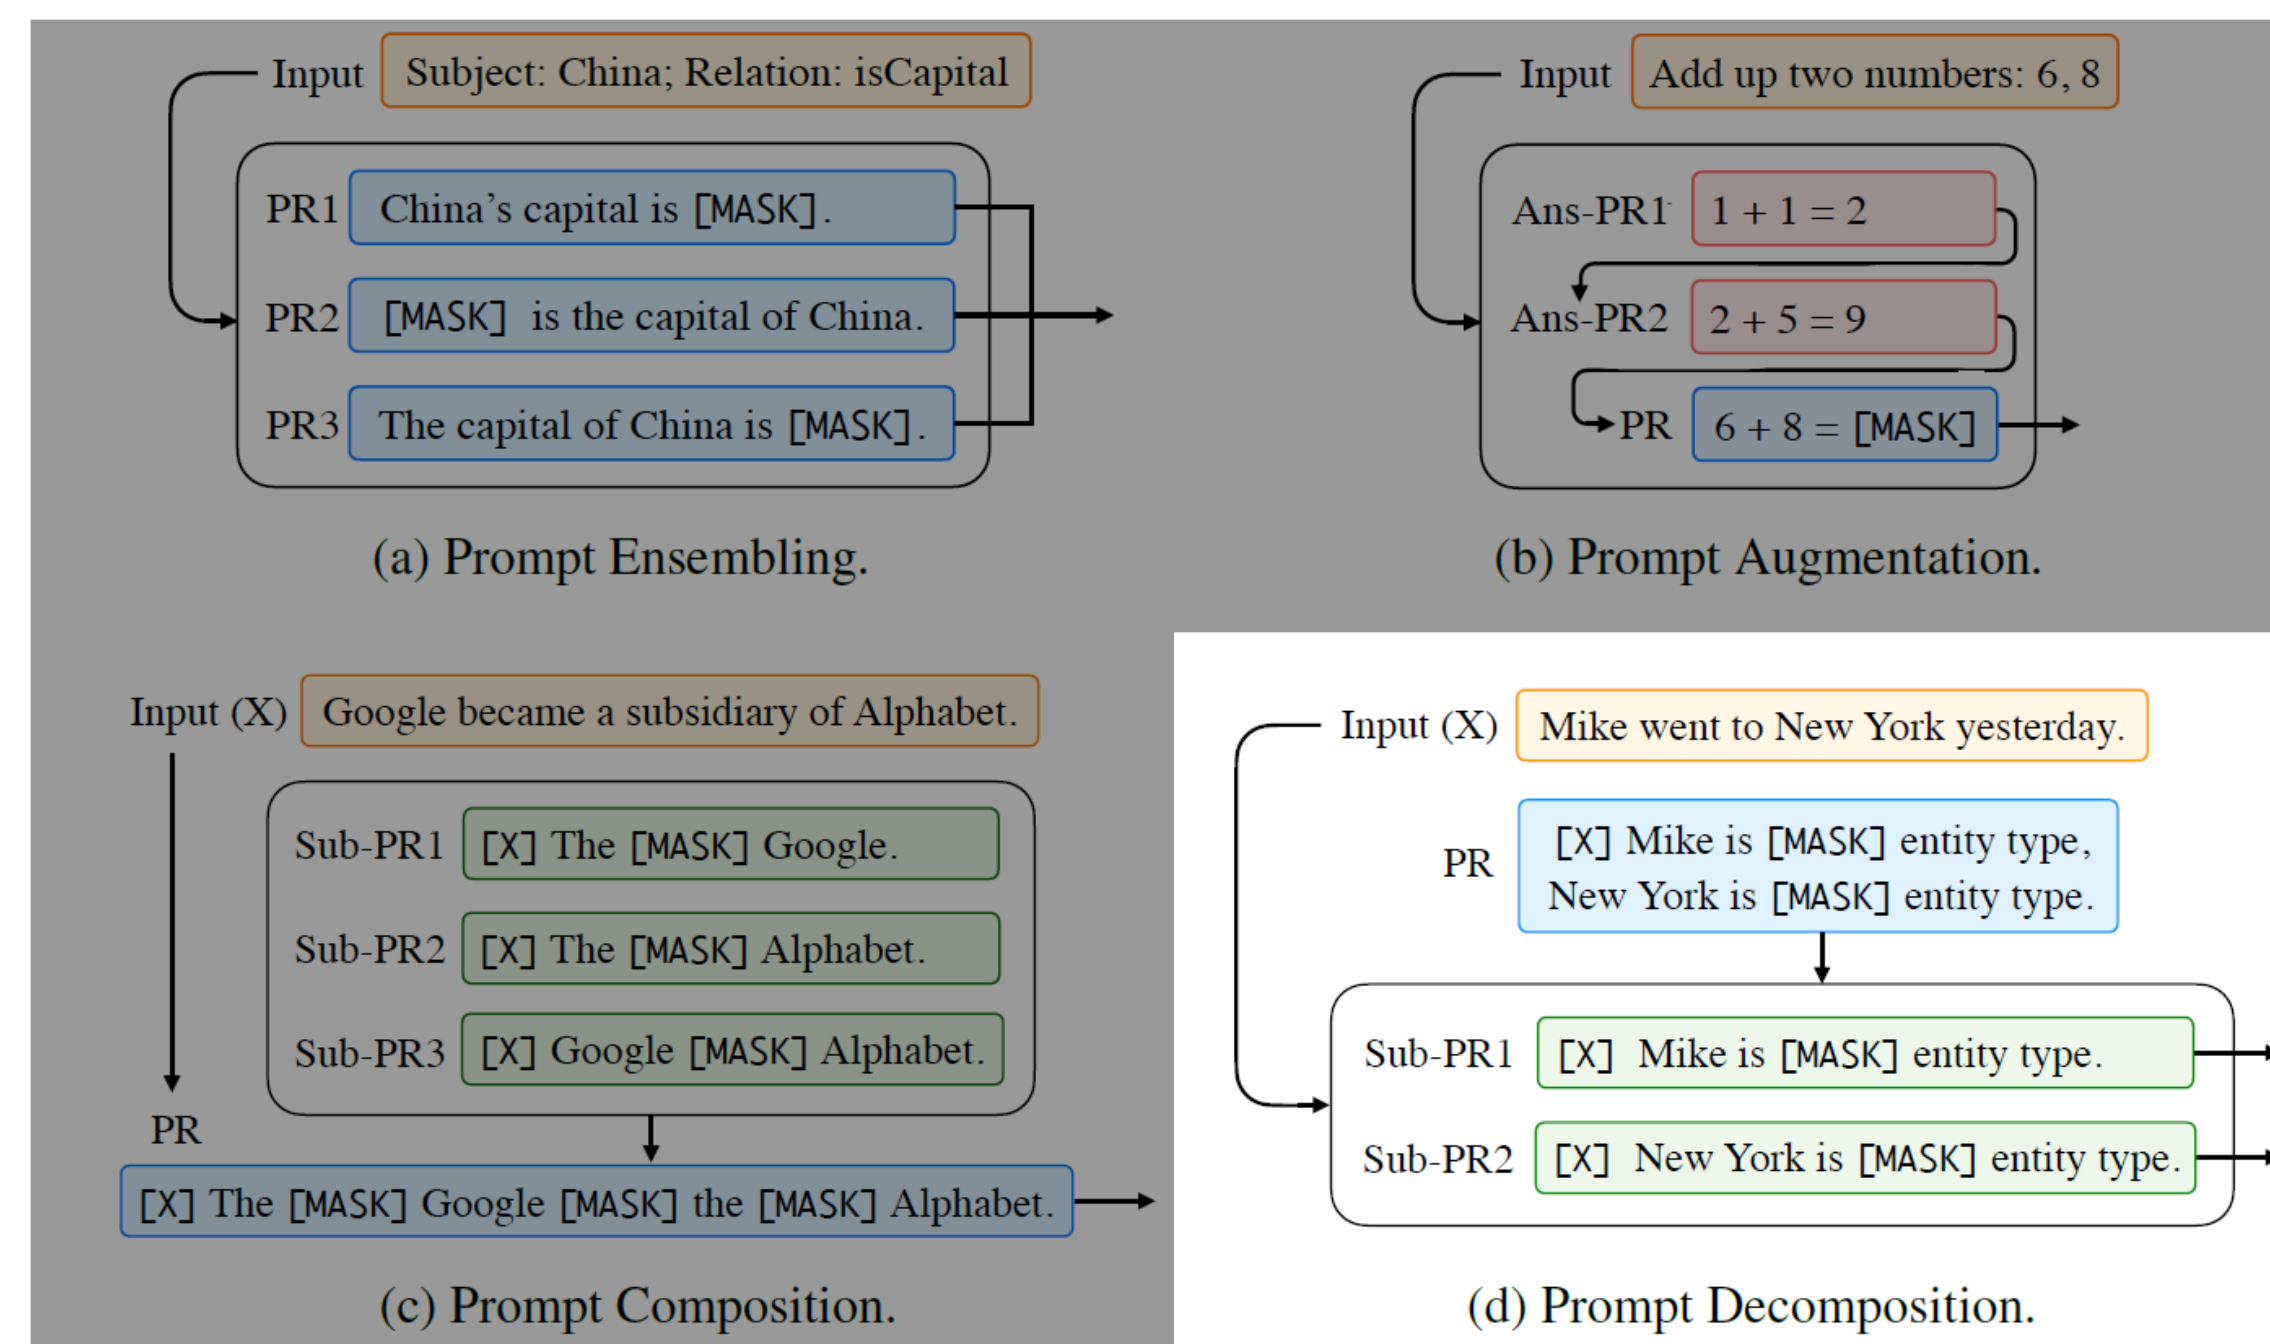 Input Subject: China; Relation: isCapital
PR1 China's capital is [MASK].
PR2 [MASK] is the capital of China.
PR3 The capital of China is [MASK].
(a) Prompt Ensembling.
Input Add up two numbers: 6, 8
Ans-PR1 1 + 1 = 2
Ans-PR2 2 + 5 = 9
PR 6 + 8 = [MASK]
(b) Prompt Augmentation.
Input (X) Google became a subsidiary of Alphabet.
Sub-PR1 [X] The [MASK] Google.
Sub-PR2 [X] The [MASK] Alphabet.
Sub-PR3 [X] Google [MASK] Alphabet.
PR
[X] The [MASK] Google [MASK] the [MASK] Alphabet.
(c) Prompt Composition.
Input (X) Mike went to New York yesterday.
PR [X] Mike is [MASK] entity type,
New York is [MASK] entity type.
Sub-PR1 [X] Mike is [MASK] entity type.
Sub-PR2 [X] New York is [MASK] entity type.
(d) Prompt Decomposition.